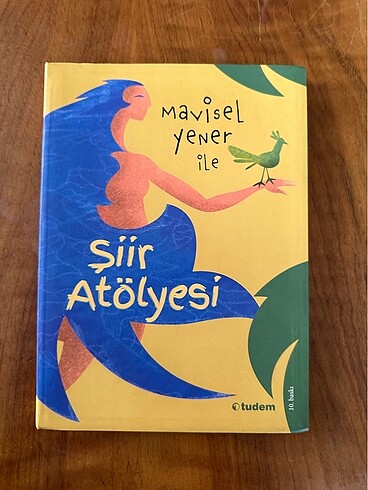 Mavisel
Yener
ile
Şiir
Atölyesi
tudem
10. baskı